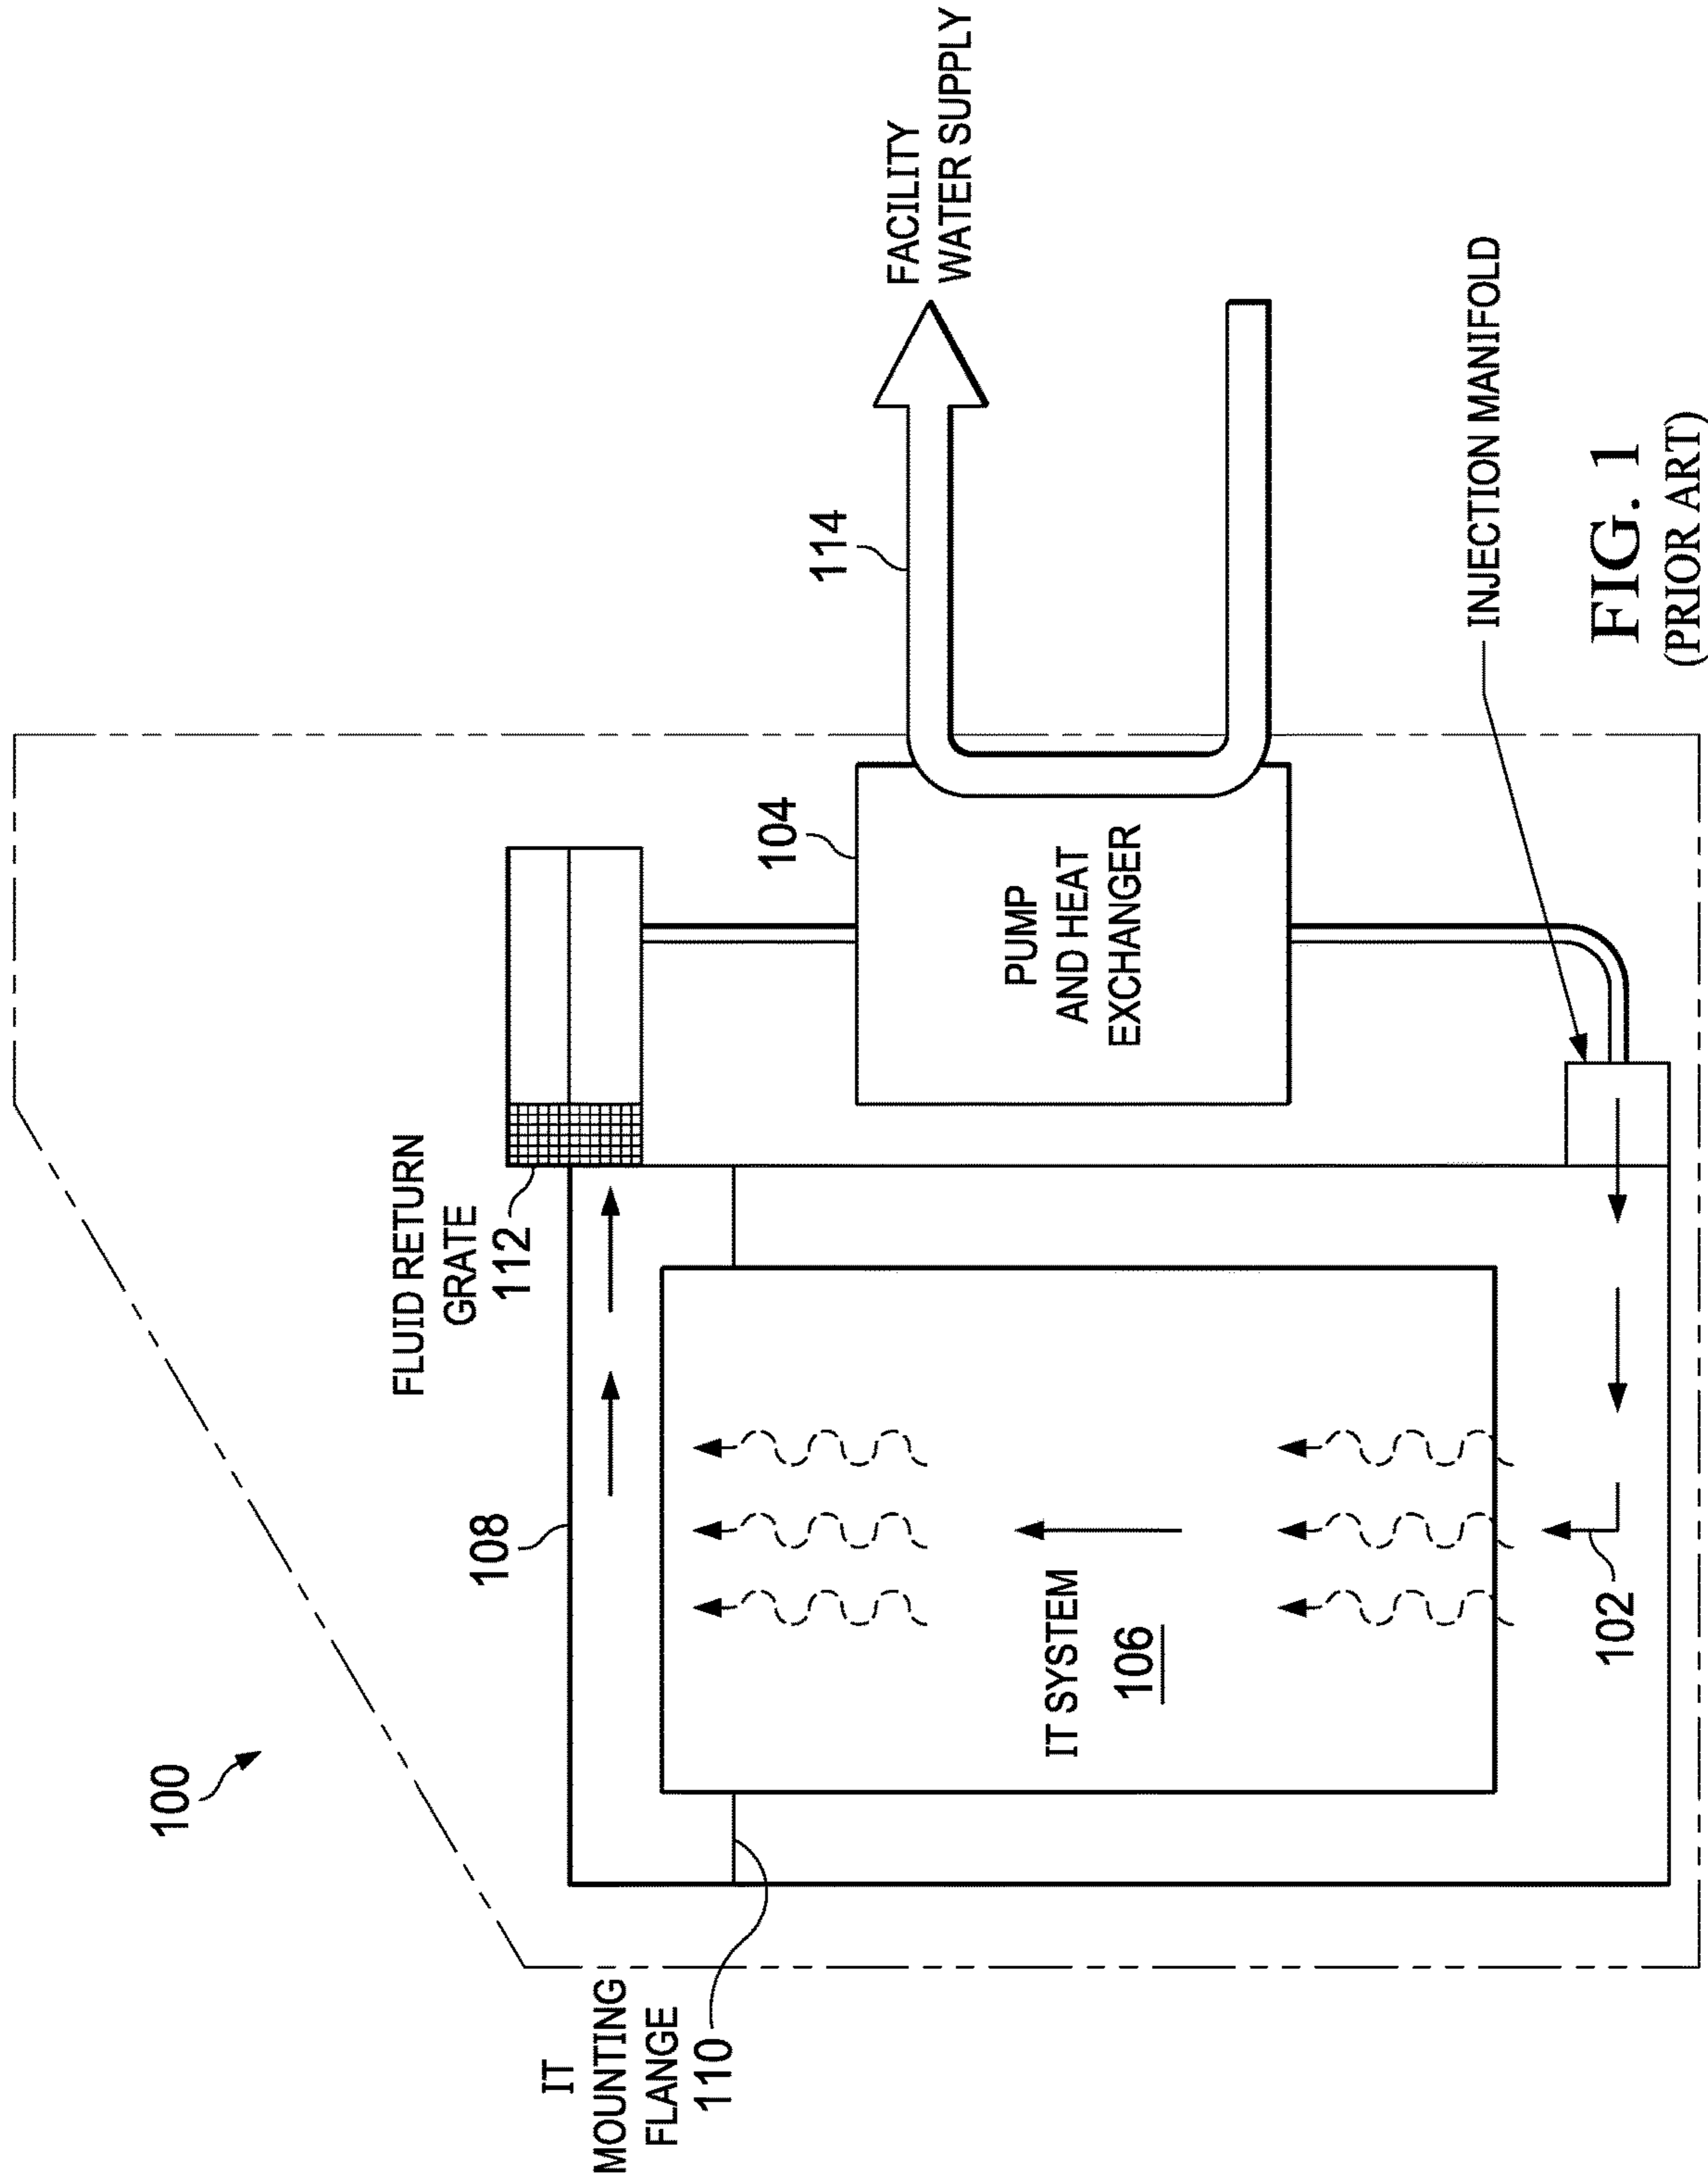 100
IT
MOUNTING
FLANGE
110
108
FLUID RETURN
GRATE
112
104
114
FACILITY
WATER SUPPLY
PUMP
AND HEAT
EXCHANGER
IT SYSTEM
106
102
INJECTION MANIFOLD
FIG. 1
(PRIOR ART)